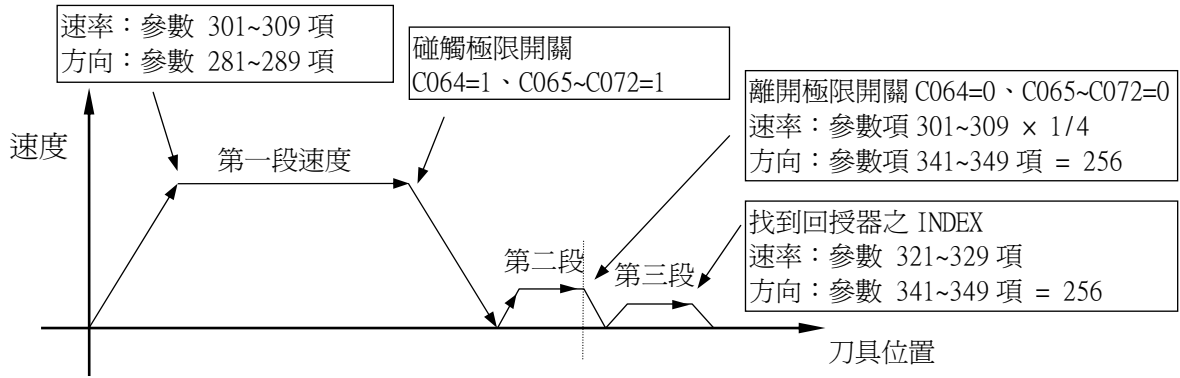 速率：參數 301~309 項
方向：參數 281~289 項
碰觸極限開關
C064=1、C065~C072=1
離開極限開關 C064=0、C065~C072=0
速率：參數項 301~309 × 1/4
方向：參數項 341~349 項 = 256
速度
第一段速度
找到回授器之 INDEX
速率：參數 321~329 項
方向：參數 341~349 項 = 256
第二段
第三段
刀具位置